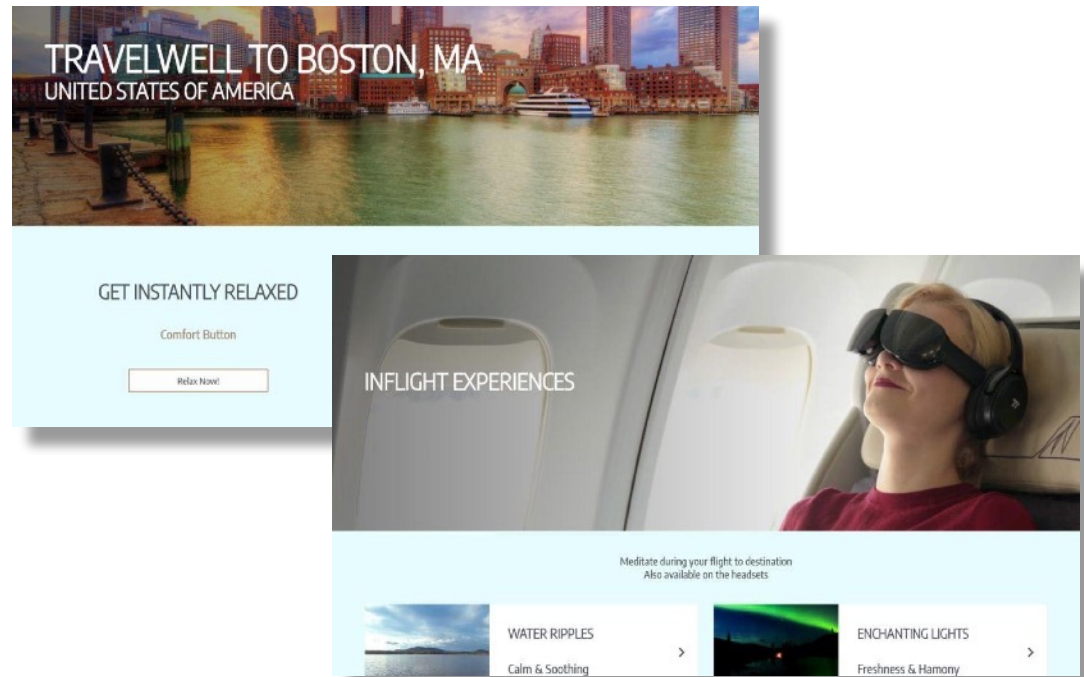 TRAVELWELL TO BOSTON, MA
UNITED STATES OF AMERICA
GET INSTANTLY RELAXED
Comfort Button
Relax Now!
INFLIGHT EXPERIENCES
Meditate during your flight to destination
Also available on the headsets
WATER RIPPLES
Calm & Soothing
ENCHANTING LIGHTS
Freshness & Hamony